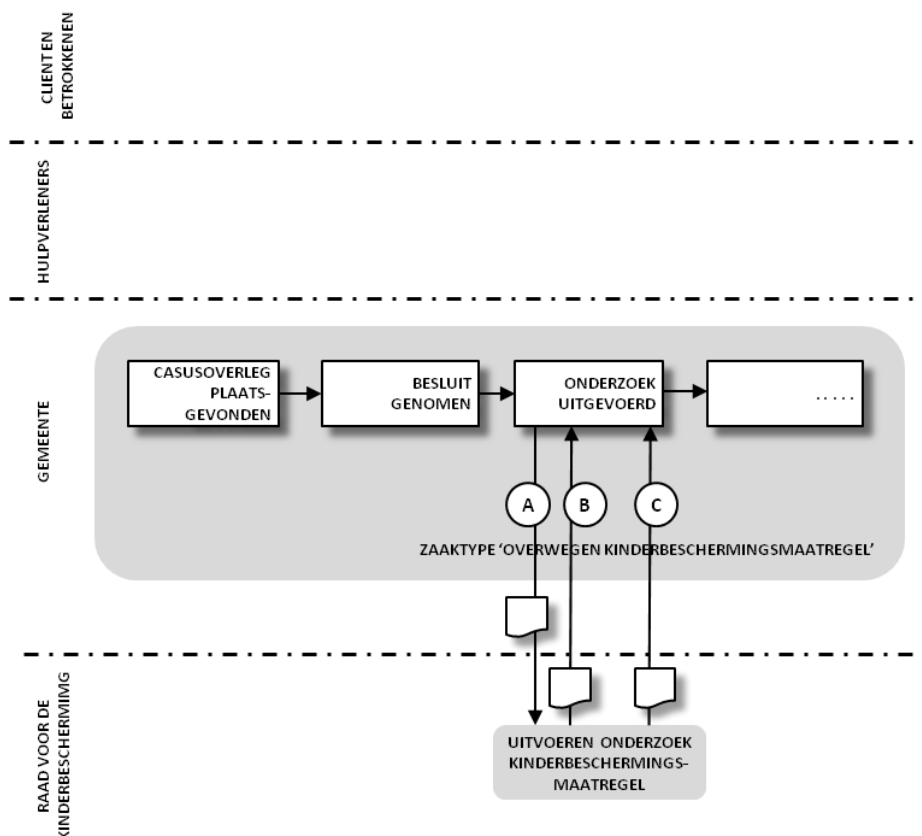 CLIENT EN
BETROKKENEN
HULPVERLENERS
GEMEENTE
CASUSOVERLEG
PLAATS-
GEVONDEN
BESLUIT
GENOMEN
ONDERZOEK
UITGEVOERD
.....
A
B
C
ZAAKTYPE 'OVERWEGEN KINDERBESCHERMINGSMAATREGEL'
RAAD VOOR DE
KINDERBESCHERMIMG
UITVOEREN ONDERZOEK
KINDERBESCHERMINGS-
MAATREGEL